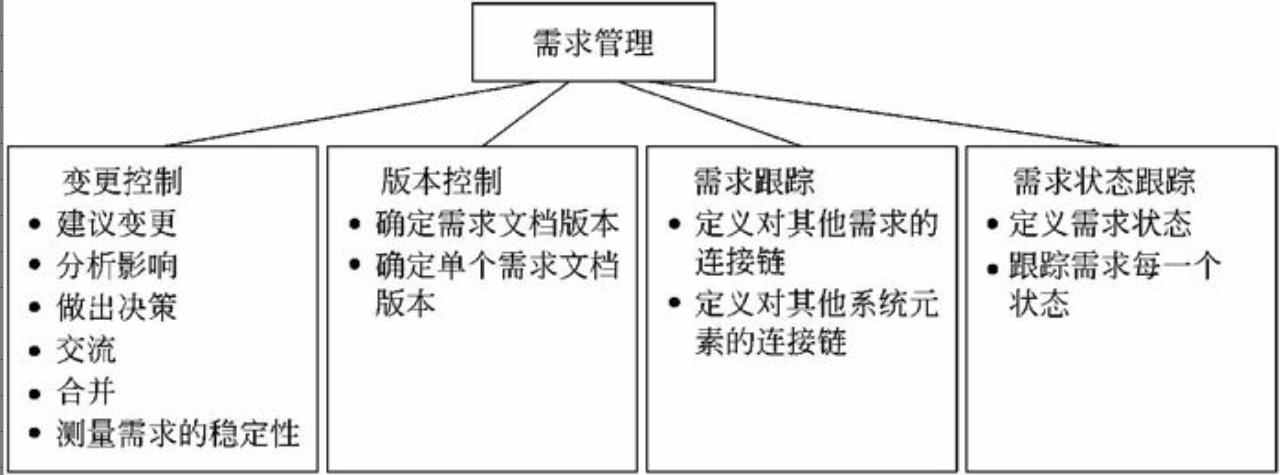 需求管理
变更控制
• 建议变更
• 分析影响
• 做出决策
• 交流
• 合并
• 测量需求的稳定性
版本控制
• 确定需求文档版本
• 确定单个需求文档
版本
需求跟踪
• 定义对其他需求的
连接链
• 定义对其他系统元
素的连接链
需求状态跟踪
• 定义需求状态
• 跟踪需求每一个
状态